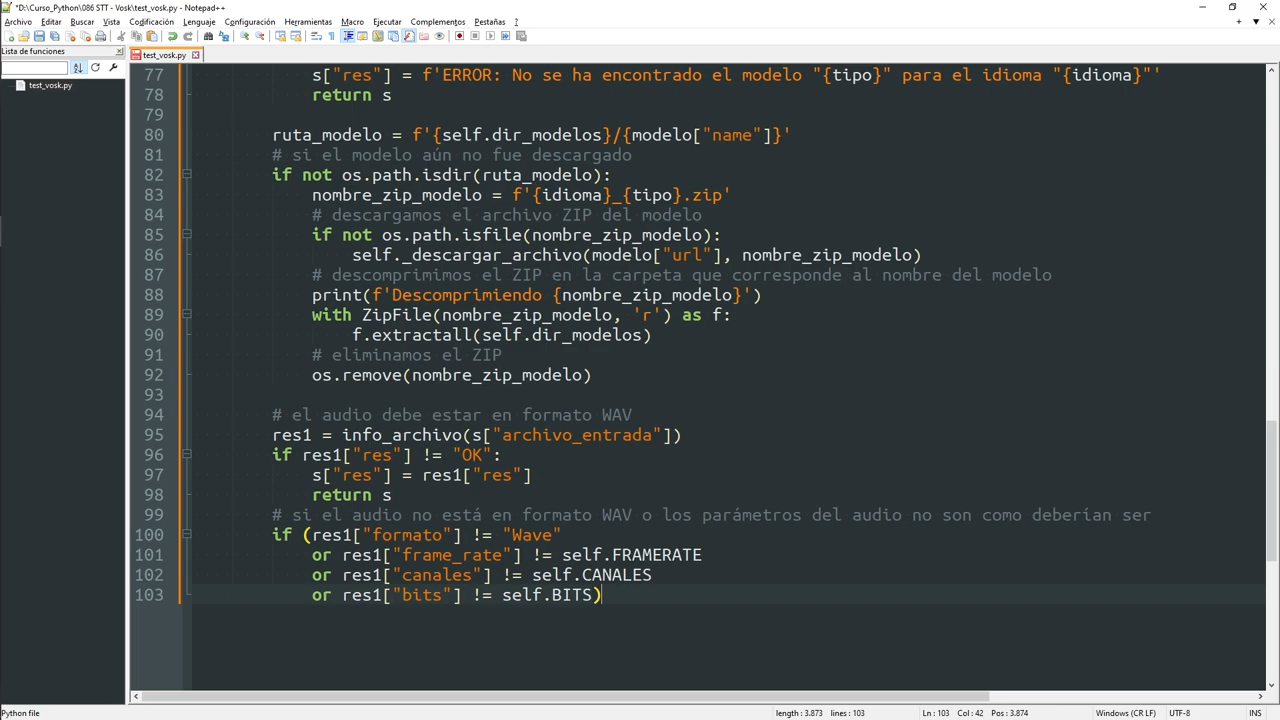 *D:\Curso_Python\086 STT - Vosk\test_vosk.py - Notepad++
Archivo Editar Buscar Vista Codificación Lenguaje Configuración Herramientas Macro Ejecutar Complementos Pestañas ?
Lista de funciones
test_vosk.py
test_vosk.py
77 s["res"] = f'ERROR: No se ha encontrado el modelo "{tipo}" para el idioma "{idioma}"'
78 return s
79
80 ruta_modelo = f'{self.dir_modelos}/{modelo["name"]}'
81 # si el modelo aún no fue descargado
82 if not os.path.isdir(ruta_modelo):
83 nombre_zip_modelo = f'{idioma}_{tipo}.zip'
84 # descargamos el archivo ZIP del modelo
85 if not os.path.isfile(nombre_zip_modelo):
86 self._descargar_archivo(modelo["url"], nombre_zip_modelo)
87 # descomprimimos el ZIP en la carpeta que corresponde al nombre del modelo
88 print(f'Descomprimiendo {nombre_zip_modelo}')
89 with ZipFile(nombre_zip_modelo, 'r') as f:
90 f.extractall(self.dir_modelos)
91 # eliminamos el ZIP
92 os.remove(nombre_zip_modelo)
93
94 # el audio debe estar en formato WAV
95 res1 = info_archivo(s["archivo_entrada"])
96 if res1["res"] != "OK":
97 s["res"] = res1["res"]
98 return s
99 # si el audio no está en formato WAV o los parámetros del audio no son como deberían ser
100 if (res1["formato"] != "Wave"
101 or res1["frame_rate"] != self.FRAMERATE
102 or res1["canales"] != self.CANALES
103 or res1["bits"] != self.BITS)
Python file length : 3.873 lines : 103 Ln : 103 Col : 42 Pos : 3.874 Windows (CR LF) UTF-8 INS